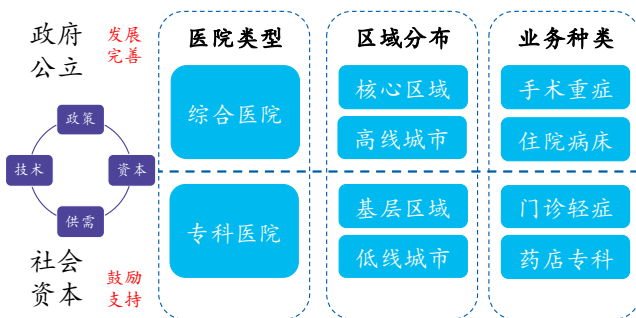 政府
公立
发展
完善
医院类型
区域分布
业务种类
综合医院
核心区域
手术重症
高线城市
住院病床
政策
技术
资本
供需
专科医院
基层区域
门诊轻症
低线城市
药店专科
社会
资本
鼓励
支持